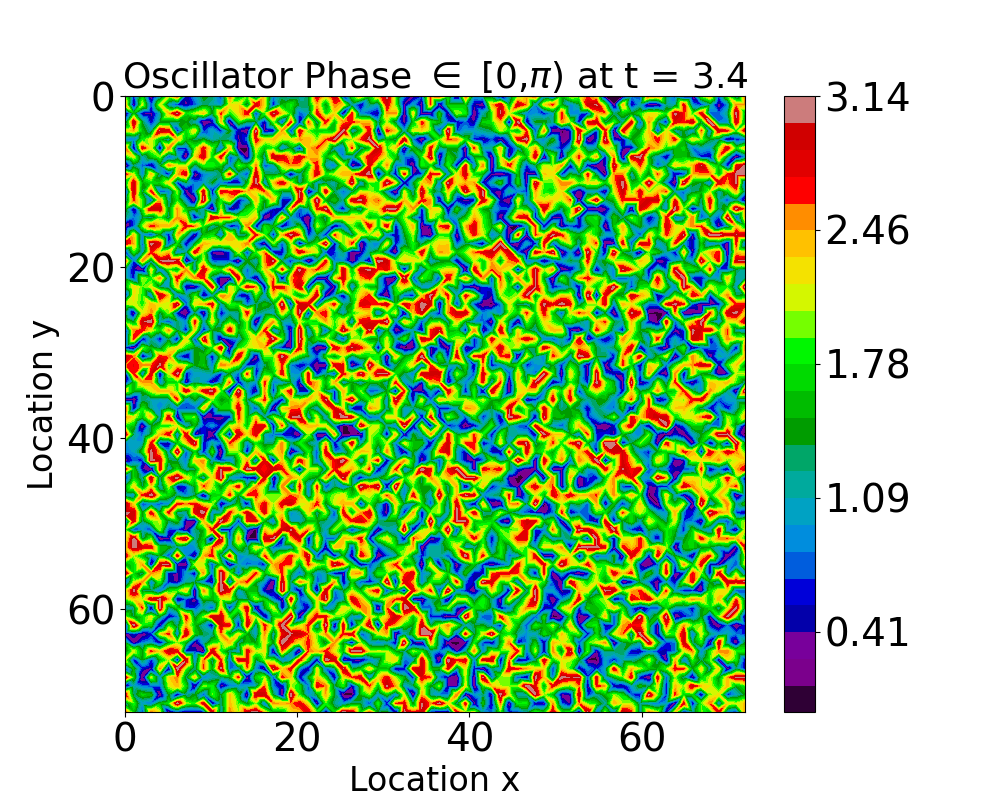 Oscillator Phase ∈ [0,π) at t = 3.4
0
20
40
60
Location y
0 20 40 60
Location x
3.14
2.46
1.78
1.09
0.41